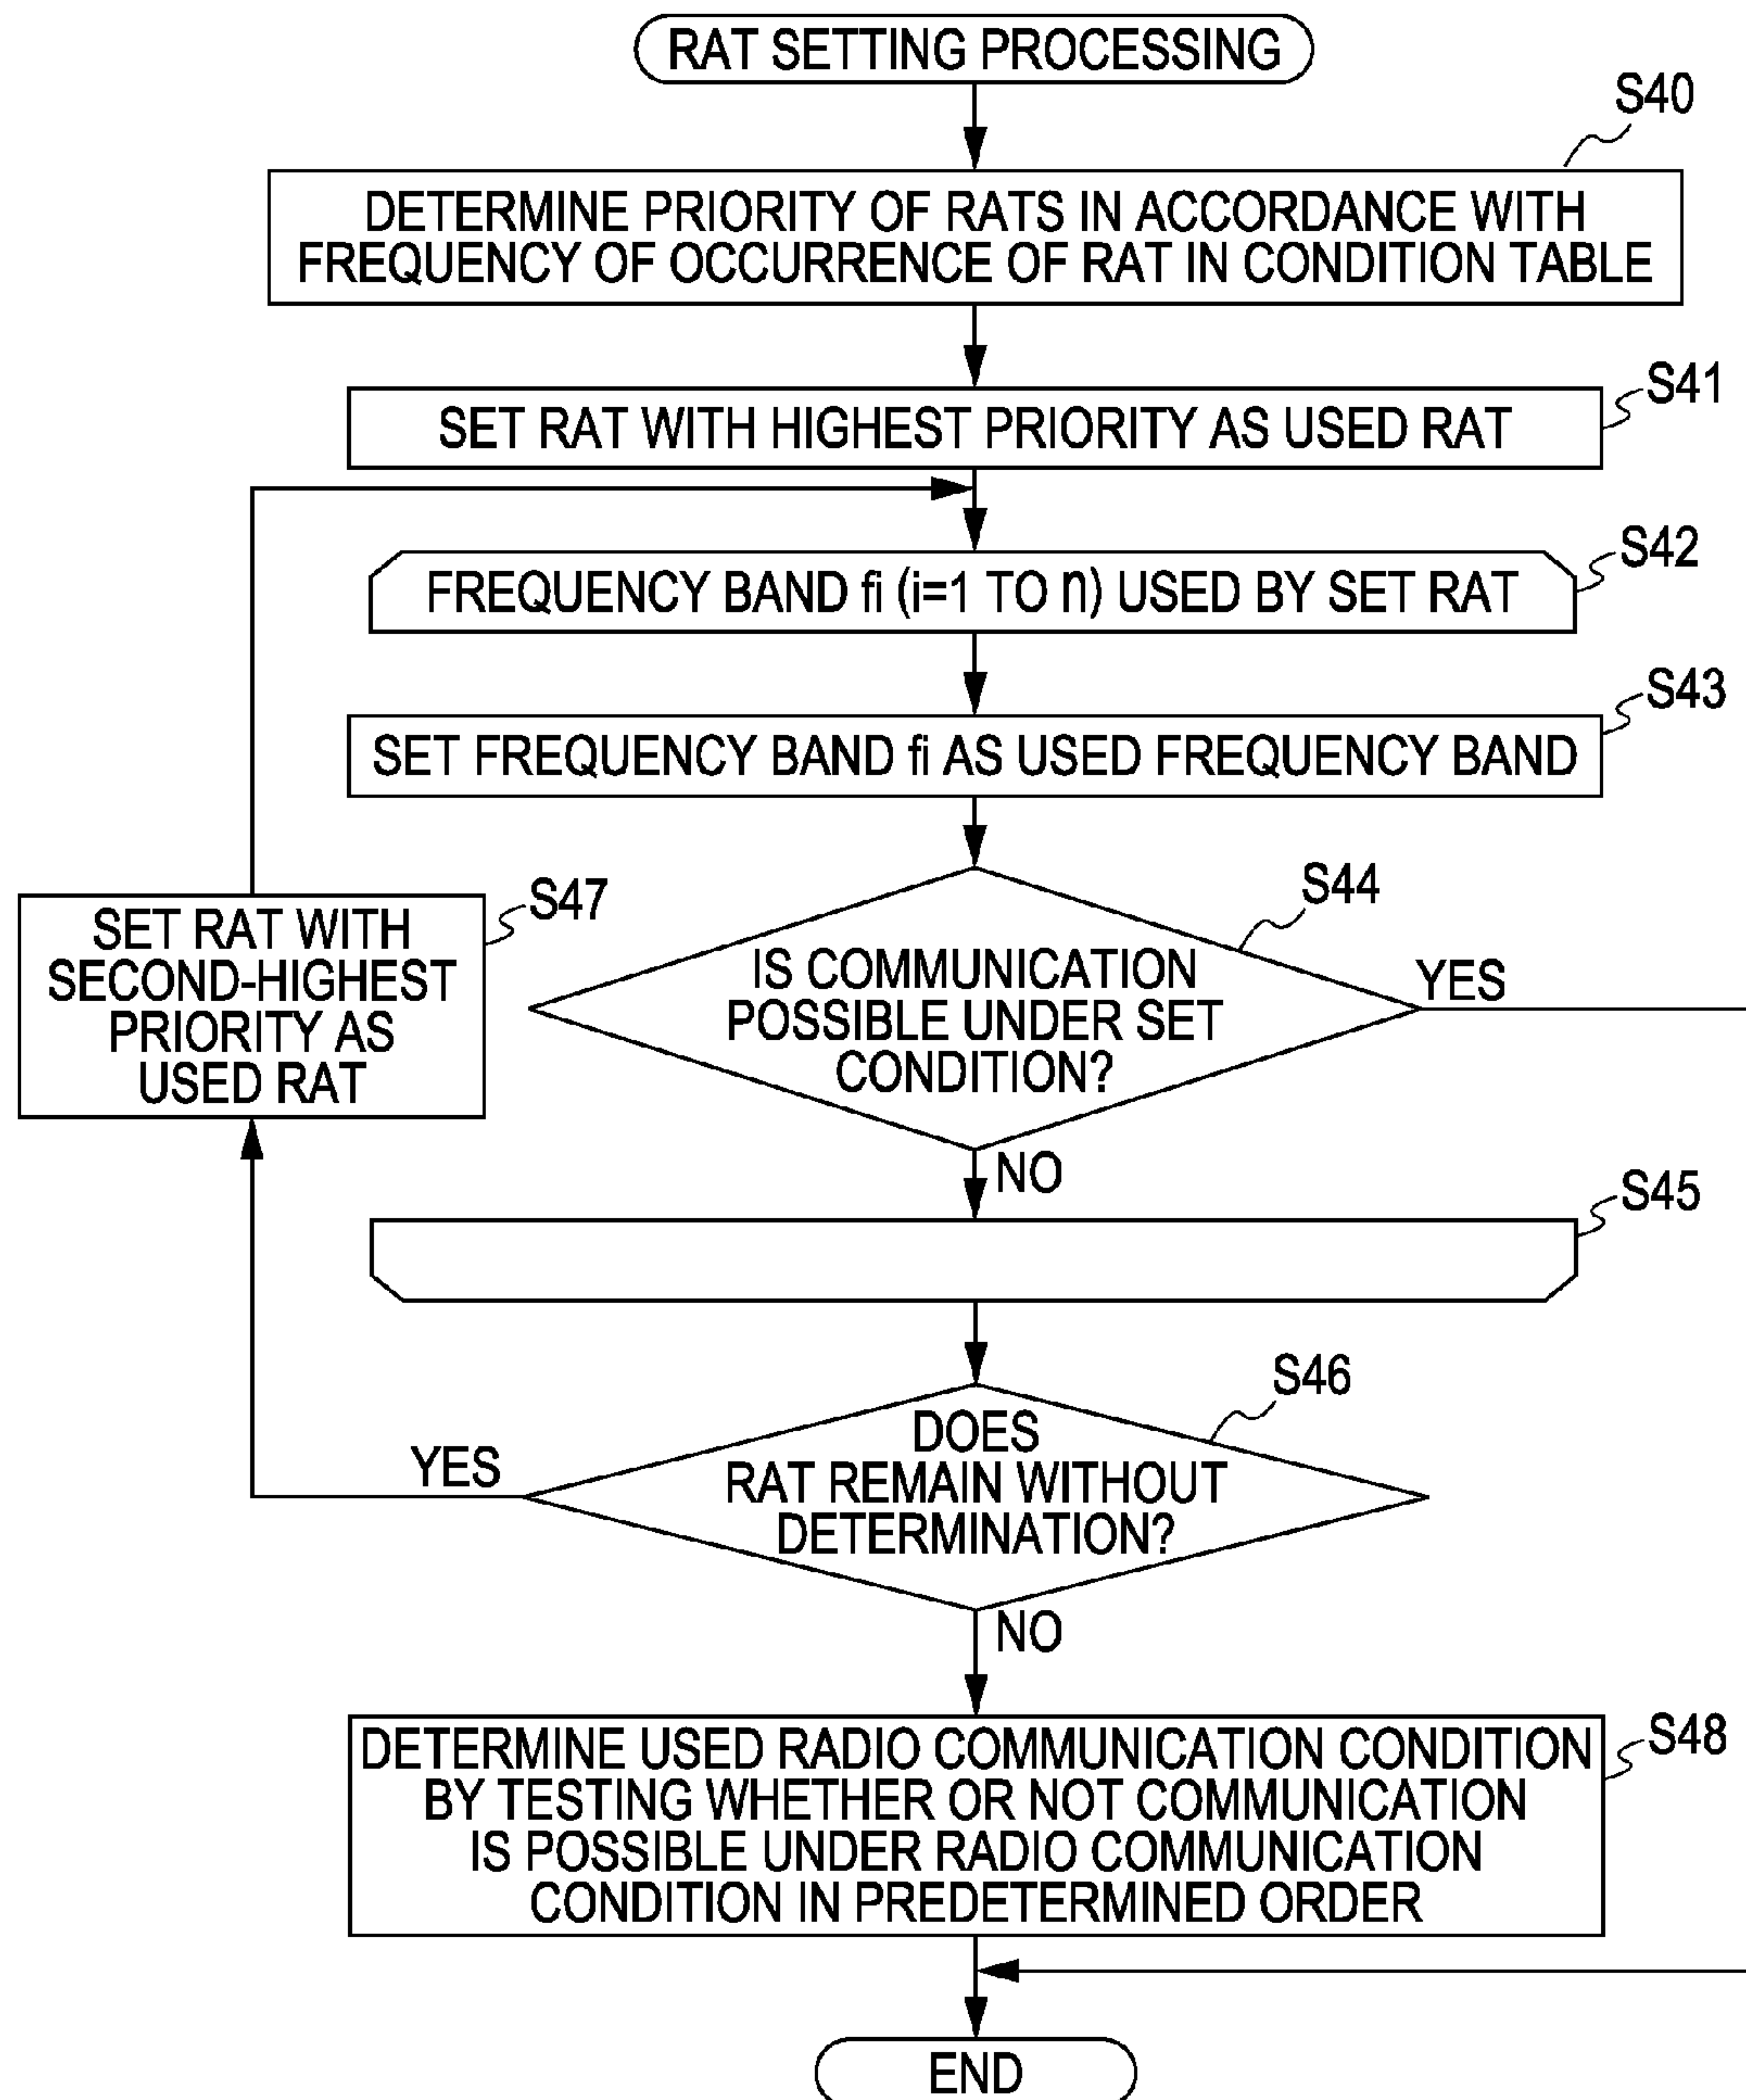 RAT SETTING PROCESSING
S40
DETERMINE PRIORITY OF RATS IN ACCORDANCE WITH
FREQUENCY OF OCCURRENCE OF RAT IN CONDITION TABLE
S41
SET RAT WITH HIGHEST PRIORITY AS USED RAT
S42
FREQUENCY BAND fi (i=1 TO n) USED BY SET RAT
S43
SET FREQUENCY BAND fi AS USED FREQUENCY BAND
S47
SET RAT WITH
SECOND-HIGHEST
PRIORITY AS
USED RAT
S44
IS COMMUNICATION
POSSIBLE UNDER SET
CONDITION?
YES
NO
S45
S46
DOES
RAT REMAIN WITHOUT
DETERMINATION?
YES
NO
S48
DETERMINE USED RADIO COMMUNICATION CONDITION
BY TESTING WHETHER OR NOT COMMUNICATION
IS POSSIBLE UNDER RADIO COMMUNICATION
CONDITION IN PREDETERMINED ORDER
END